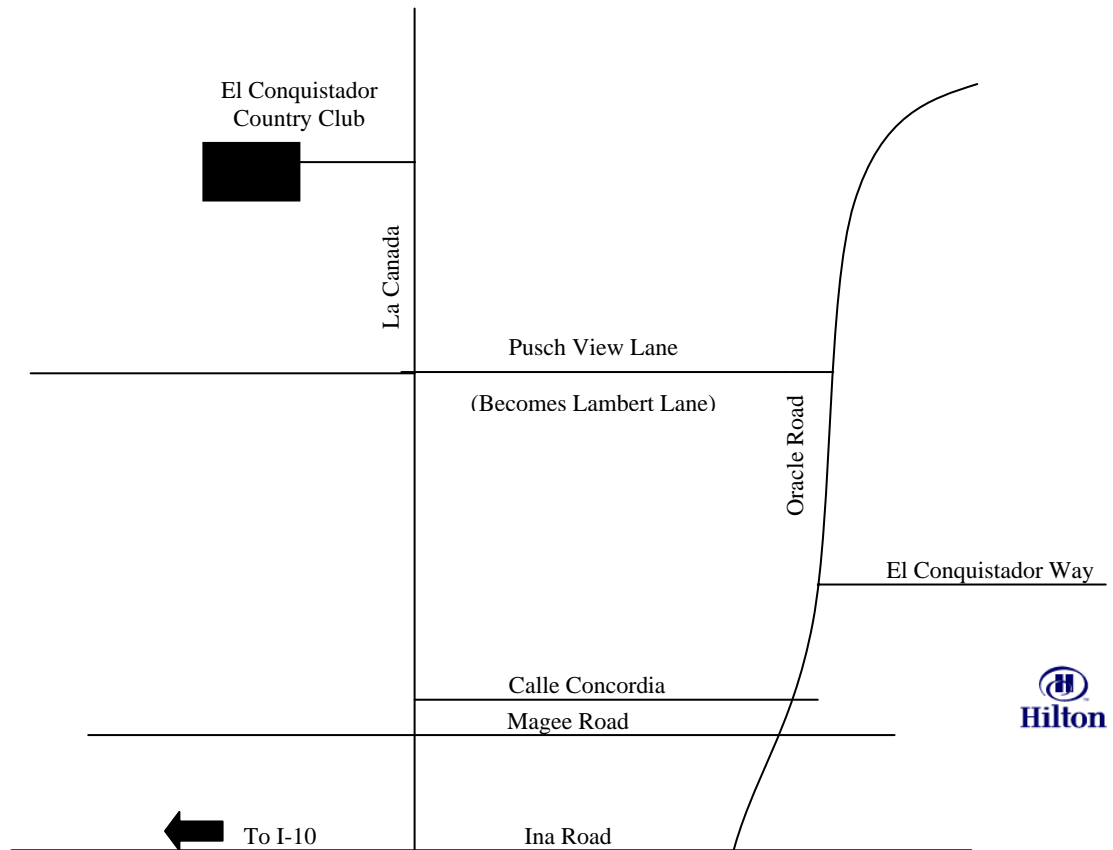 El Conquistador
Country Club
La Canada
Pusch View Lane
(Becomes Lambert Lane)
Oracle Road
El Conquistador Way
Calle Concordia
Hilton
Magee Road
To I-10
Ina Road